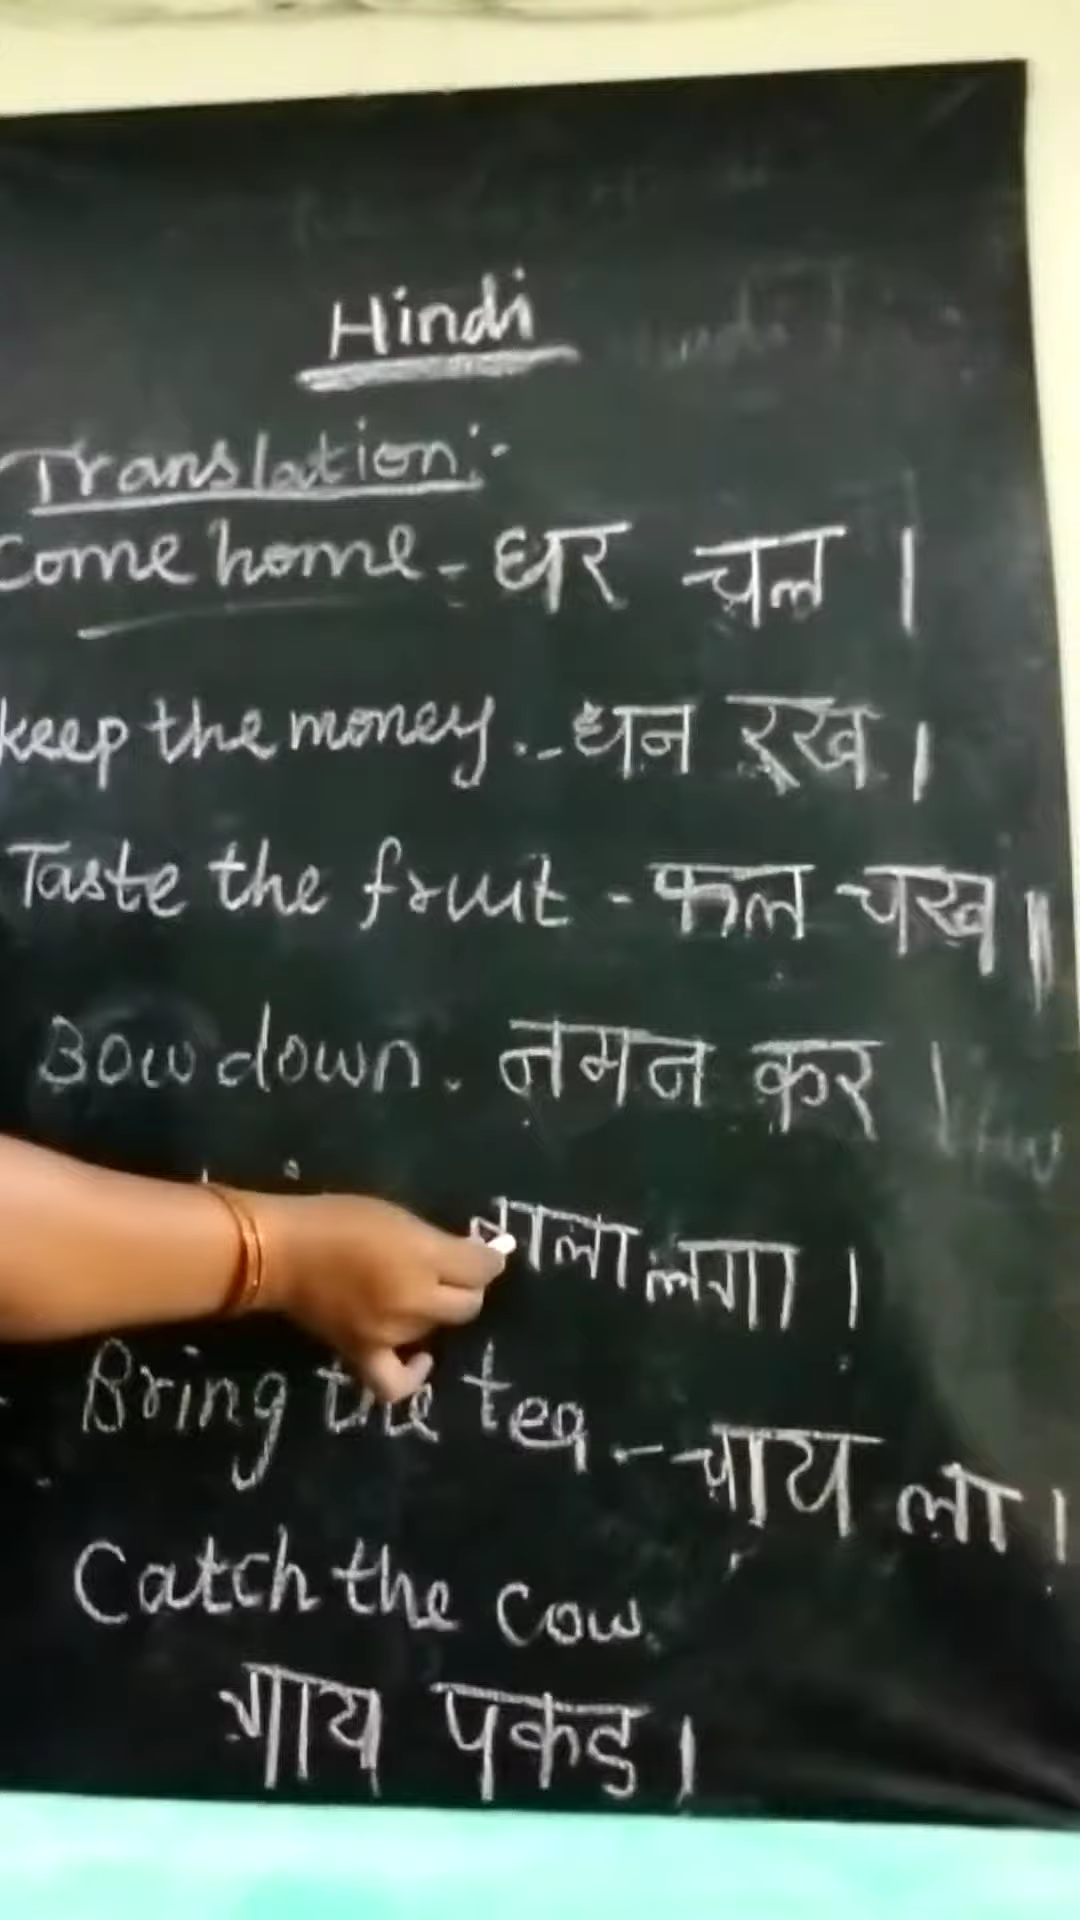 Hindi
Translation:-
Come home - घर चल ।
keep the money. - धन रख ।
Taste the fruit - फल चख ॥
Bow down. नमन कर ।
ताला लगा ।
Bring the tea - चाय ला ।
Catch the cow.
गाय पकड ।